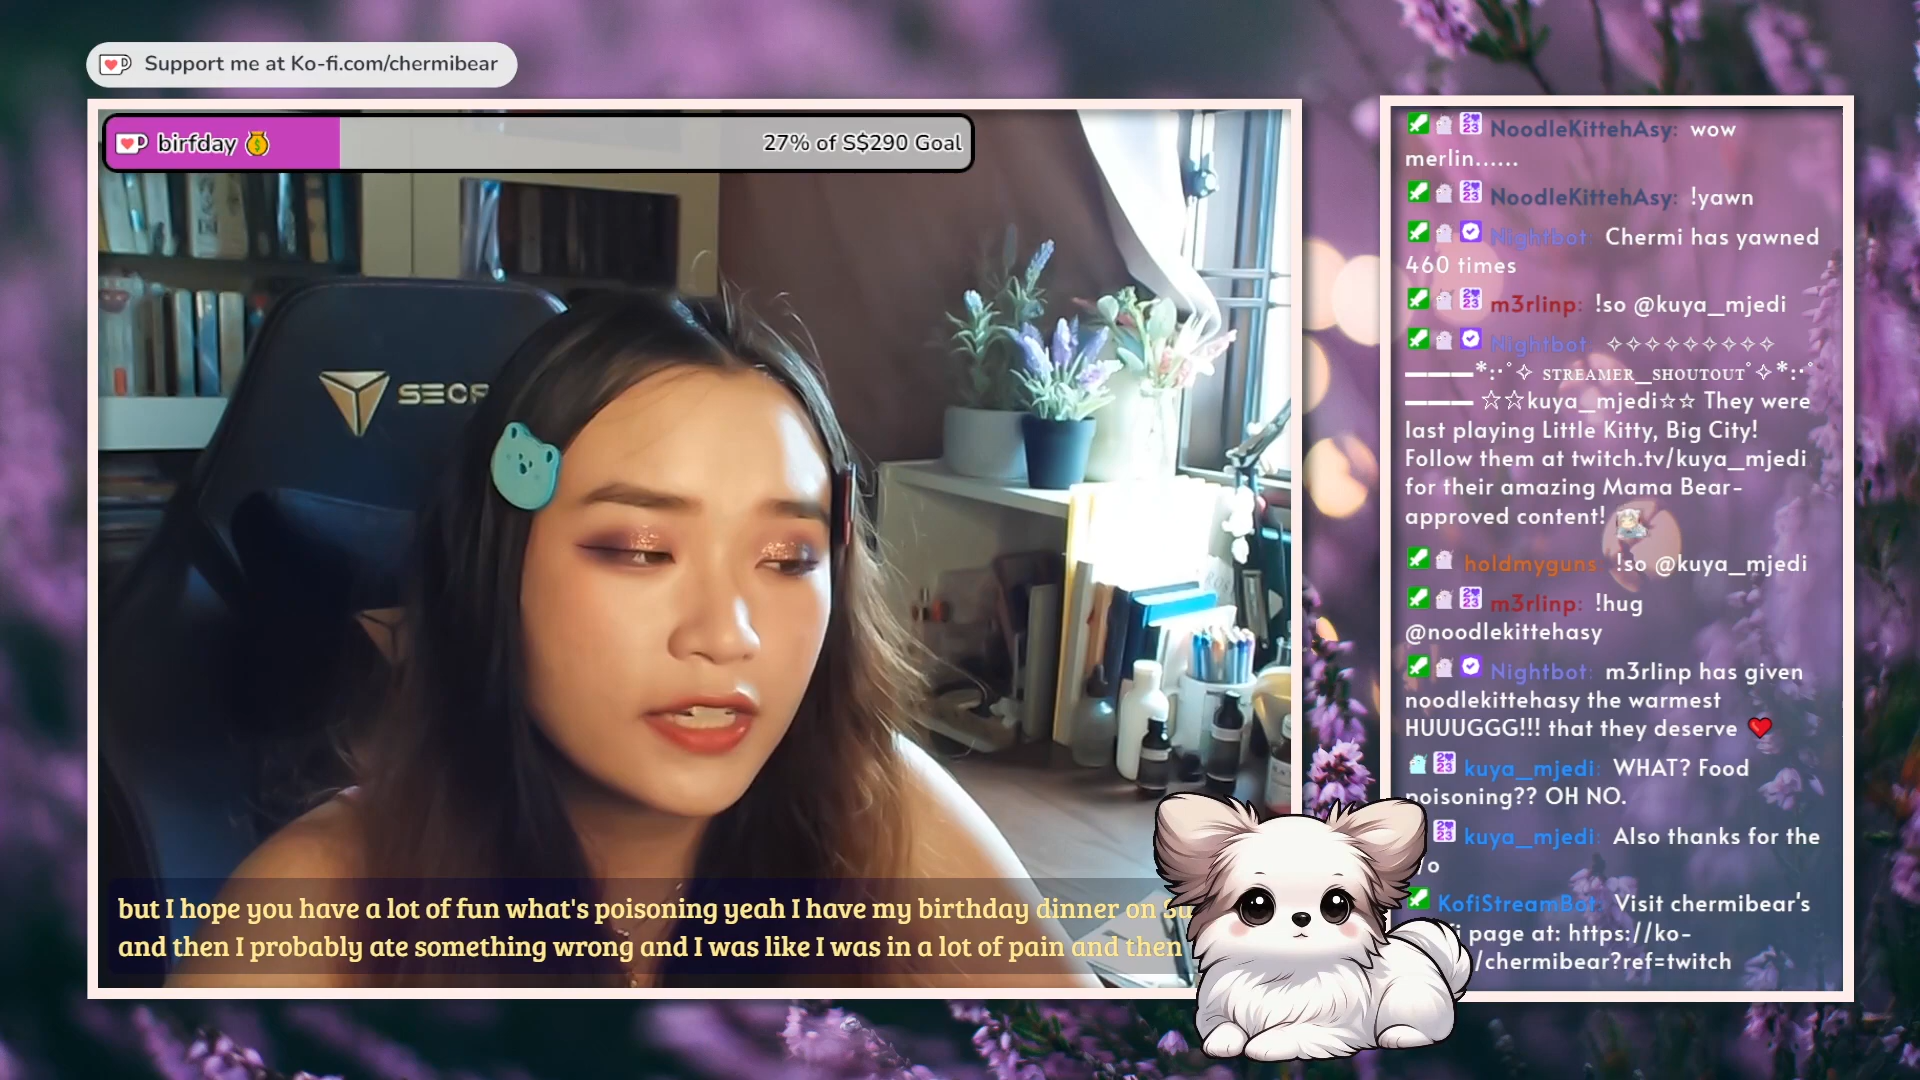 Support me at Ko-fi.com/chermibear
birfday
27% of S$290 Goal
SECR
but I hope you have a lot of fun what's poisoning yeah I have my birthday dinner on Su
and then I probably ate something wrong and I was like I was in a lot of pain and then
NoodleKittehAsy: wow
merlin......
NoodleKittehAsy: !yawn
Nightbot: Chermi has yawned
460 times
m3rlinp: !so @kuya_mjedi
Nightbot: ✧✧✧✧✧✧✧✧✧
———*:·˚✧ STREAMER_SHOUTOUT˚✧*:·˚
——— ☆☆kuya_mjedi☆☆ They were
last playing Little Kitty, Big City!
Follow them at twitch.tv/kuya_mjedi
for their amazing Mama Bear-
approved content!
holdmyguns: !so @kuya_mjedi
m3rlinp: !hug
@noodlekittehasy
Nightbot: m3rlinp has given
noodlekittehasy the warmest
HUUUGGG!!! that they deserve
kuya_mjedi: WHAT? Food
poisoning?? OH NO.
kuya_mjedi: Also thanks for the
/o
KofiStreamBot: Visit chermibear's
i page at: https://ko-
/chermibear?ref=twitch